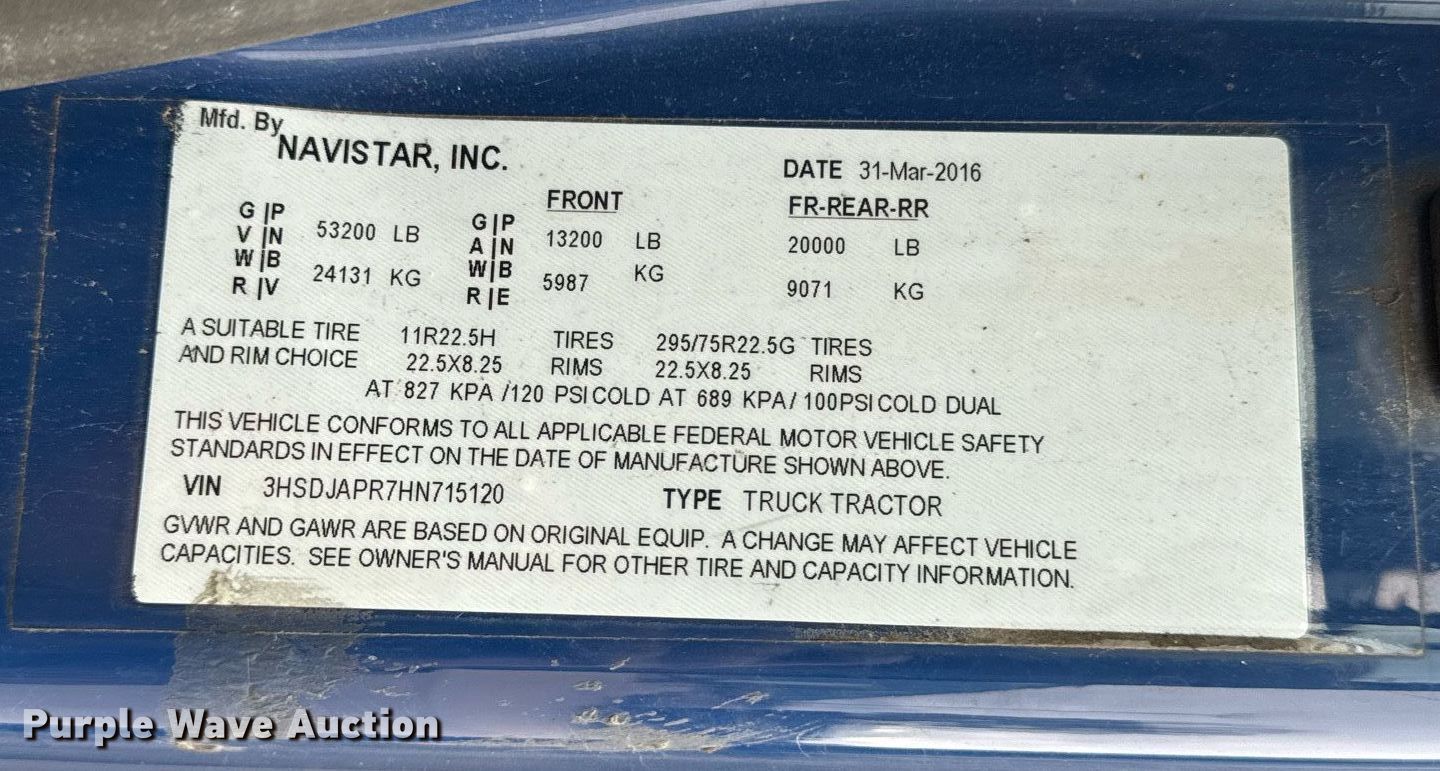 Mfd. By
NAVISTAR, INC.
DATE 31-Mar-2016
FRONT FR-REAR-RR
G|P
V|N 53200 LB
W|B
R|V 24131 KG
G|P
A|N 13200 LB 20000 LB
W|B
R|E 5987 KG 9071 KG
A SUITABLE TIRE 11R22.5H TIRES 295/75R22.5G TIRES
AND RIM CHOICE 22.5X8.25 RIMS 22.5X8.25 RIMS
AT 827 KPA /120 PSI COLD AT 689 KPA/ 100PSI COLD DUAL
THIS VEHICLE CONFORMS TO ALL APPLICABLE FEDERAL MOTOR VEHICLE SAFETY
STANDARDS IN EFFECT ON THE DATE OF MANUFACTURE SHOWN ABOVE.
VIN 3HSDJAPR7HN715120 TYPE TRUCK TRACTOR
GVWR AND GAWR ARE BASED ON ORIGINAL EQUIP. A CHANGE MAY AFFECT VEHICLE
CAPACITIES. SEE OWNER'S MANUAL FOR OTHER TIRE AND CAPACITY INFORMATION.
Purple Wave Auction